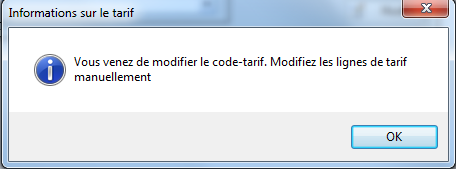 Informations sur le tarif
Vous venez de modifier le code-tarif. Modifiez les lignes de tarif
manuellement
OK